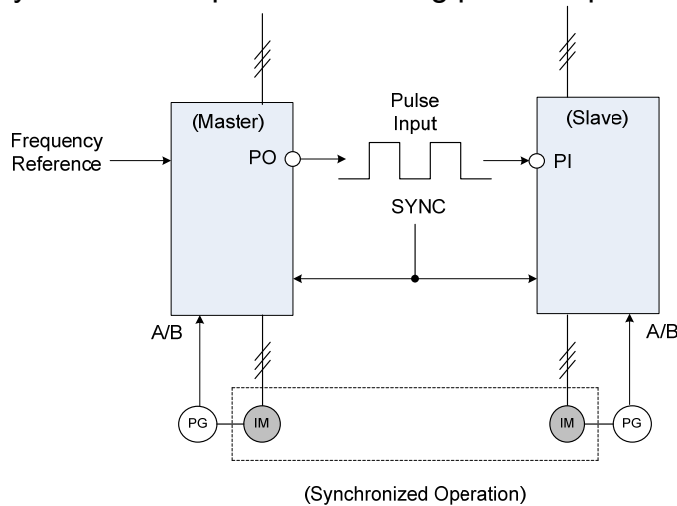 (Master)
(Slave)
Pulse
Input
Frequency
Reference
PO
PI
SYNC
A/B
A/B
PG
IM
IM
PG
(Synchronized Operation)